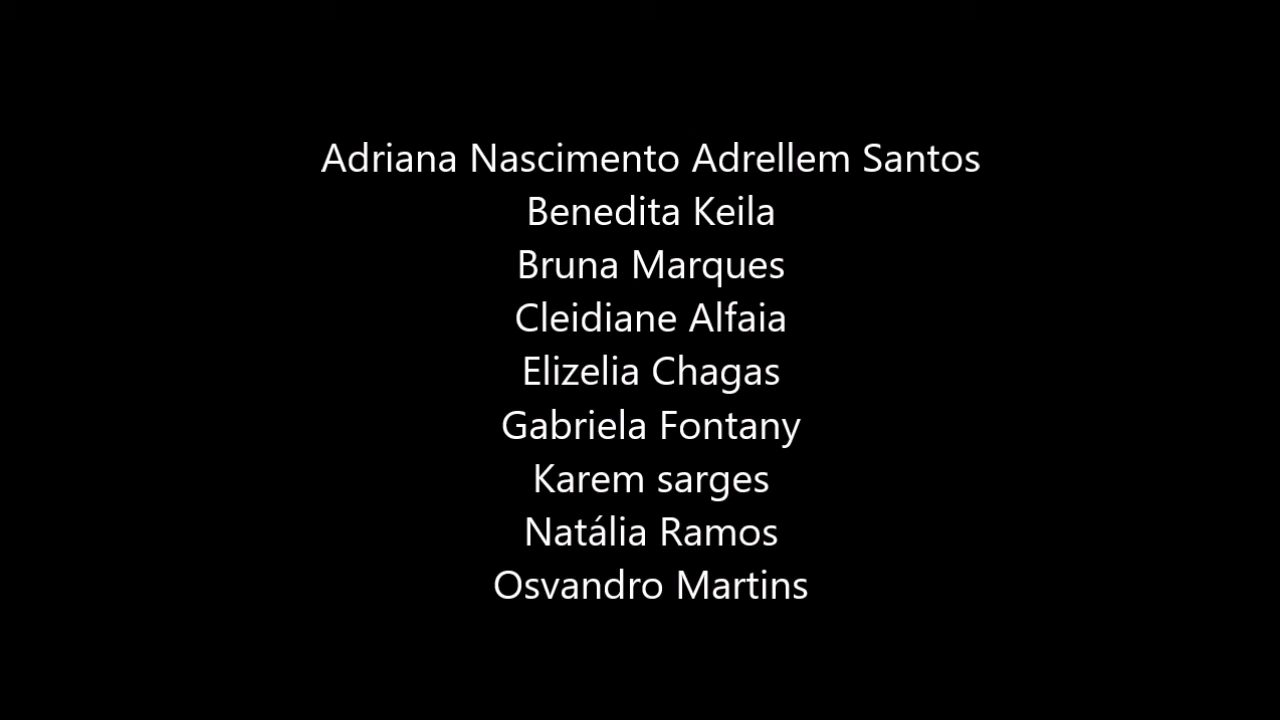 Adriana Nascimento Adrellem Santos
Benedita Keila
Bruna Marques
Cleidiane Alfaia
Elizelia Chagas
Gabriela Fontany
Karem sarges
Natália Ramos
Osvandro Martins